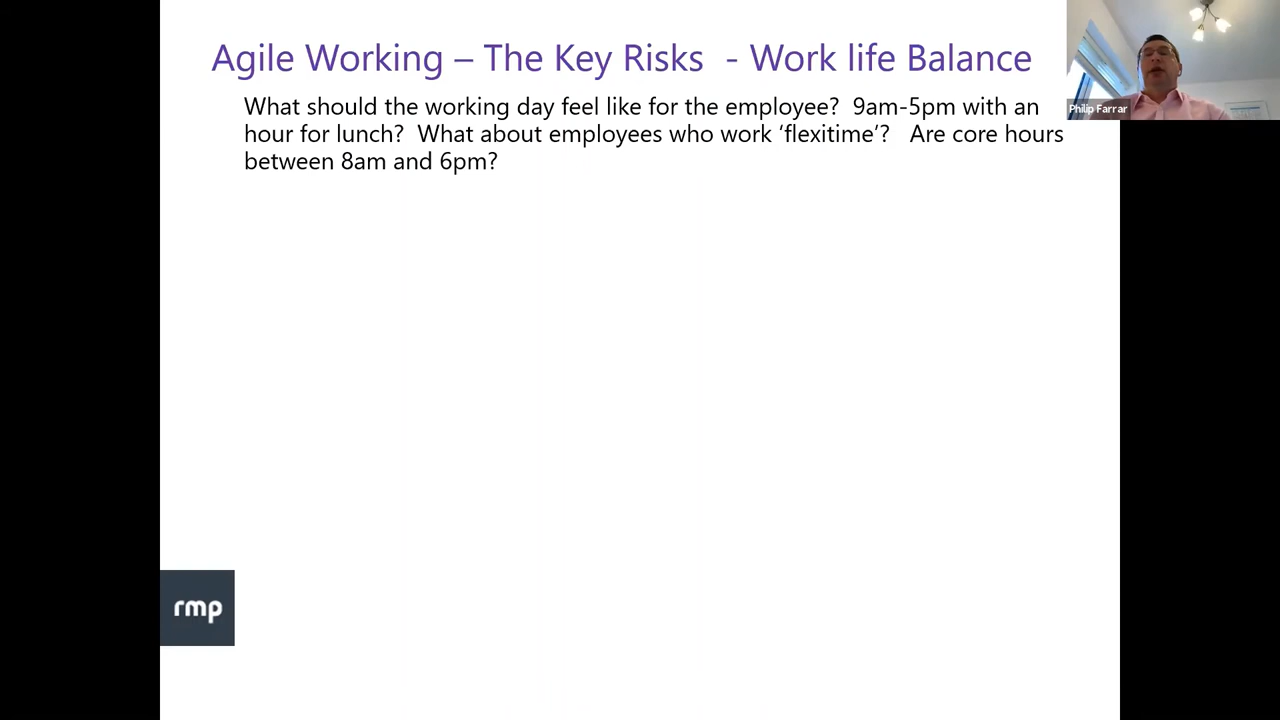 Agile Working – The Key Risks  - Work life Balance
What should the working day feel like for the employee?  9am-5pm with an
hour for lunch?  What about employees who work ‘flexitime’?   Are core hours
between 8am and 6pm?
Philip Farrar
rmp